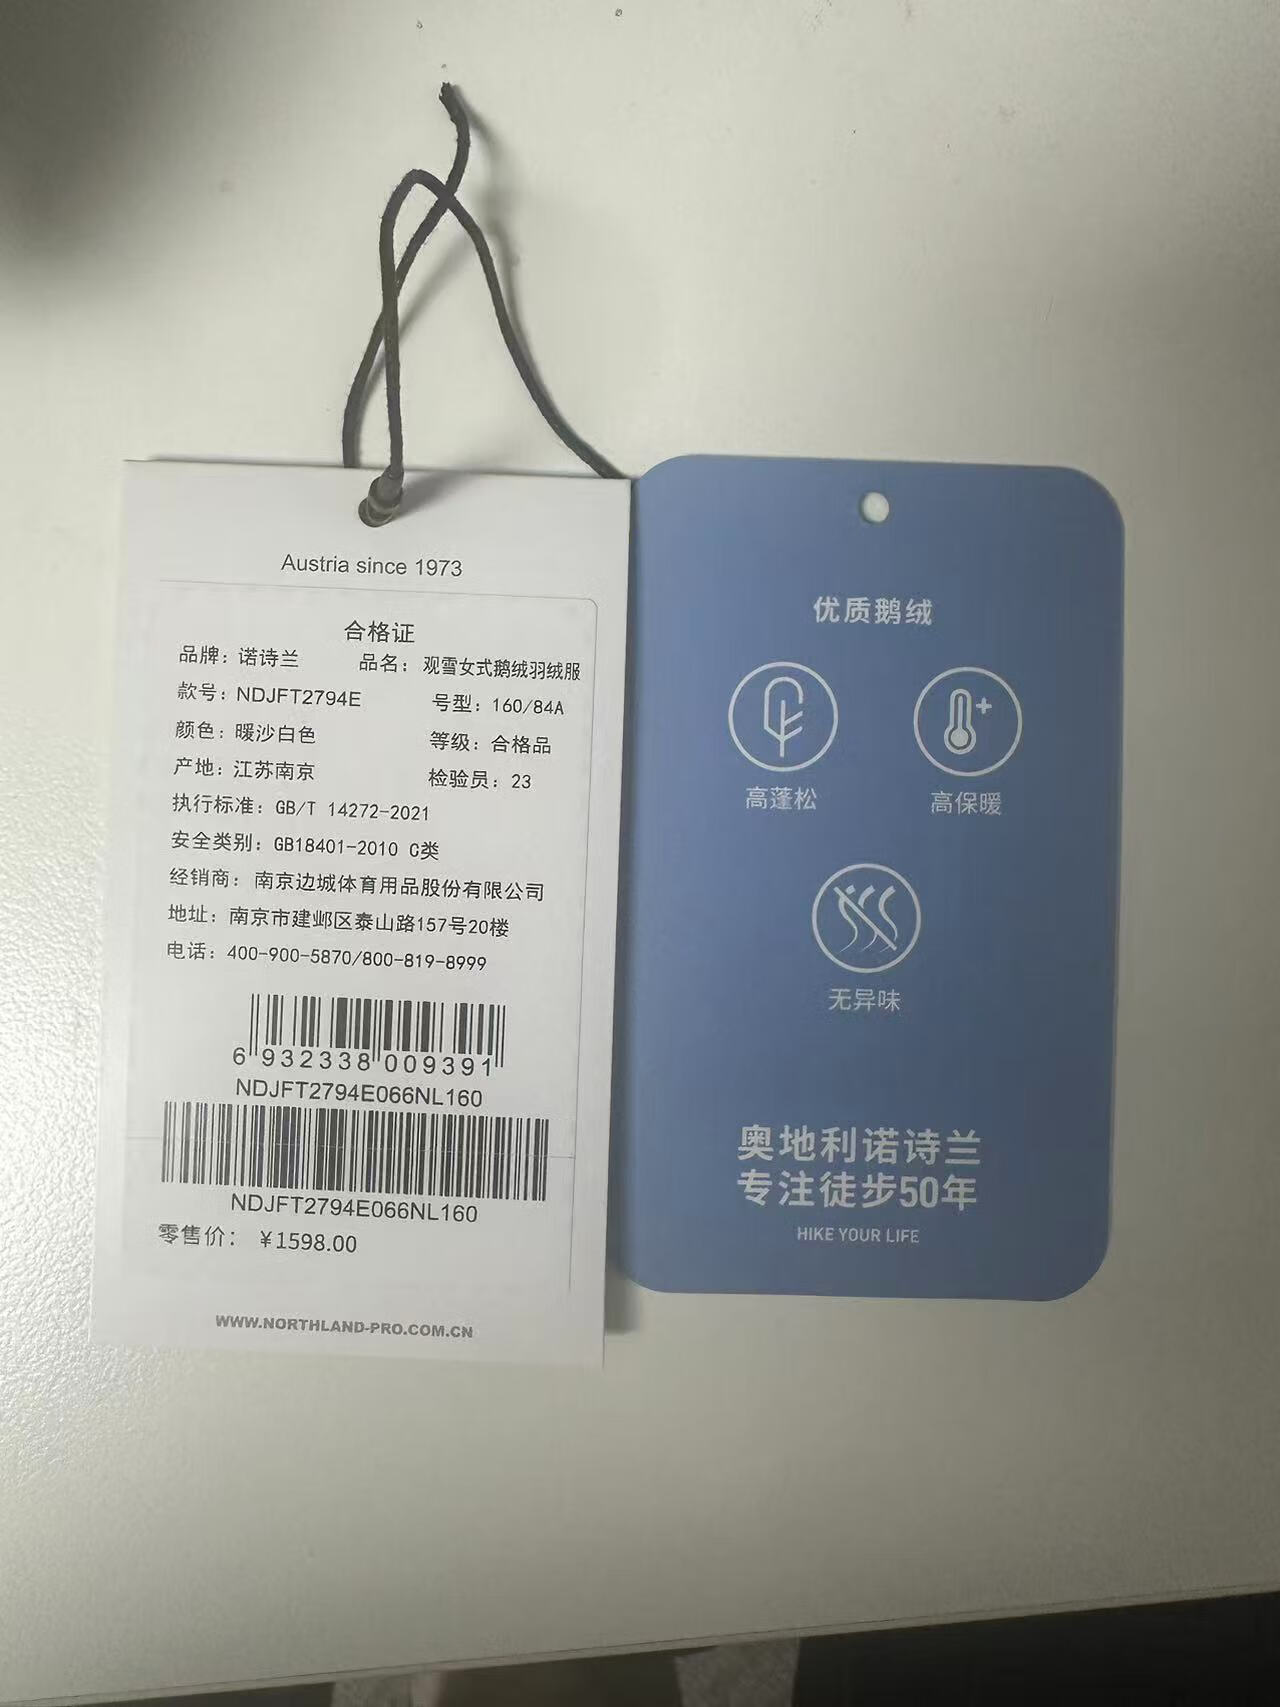 Austria since 1973
合格证
品牌：诺诗兰 品名：观雪女式鹅绒羽绒服
款号：NDJFT2794E 号型：160/84A
颜色：暖沙白色 等级：合格品
产地：江苏南京 检验员：23
执行标准：GB/T 14272-2021
安全类别：GB18401-2010 C类
经销商：南京边城体育用品股份有限公司
地址：南京市建邺区泰山路157号20楼
电话：400-900-5870/800-819-8999
6 932338 009391
NDJFT2794E066NL160
NDJFT2794E066NL160
零售价：¥1598.00
WWW.NORTHLAND-PRO.COM.CN
优质鹅绒
高蓬松 高保暖
无异味
奥地利诺诗兰
专注徒步50年
HIKE YOUR LIFE